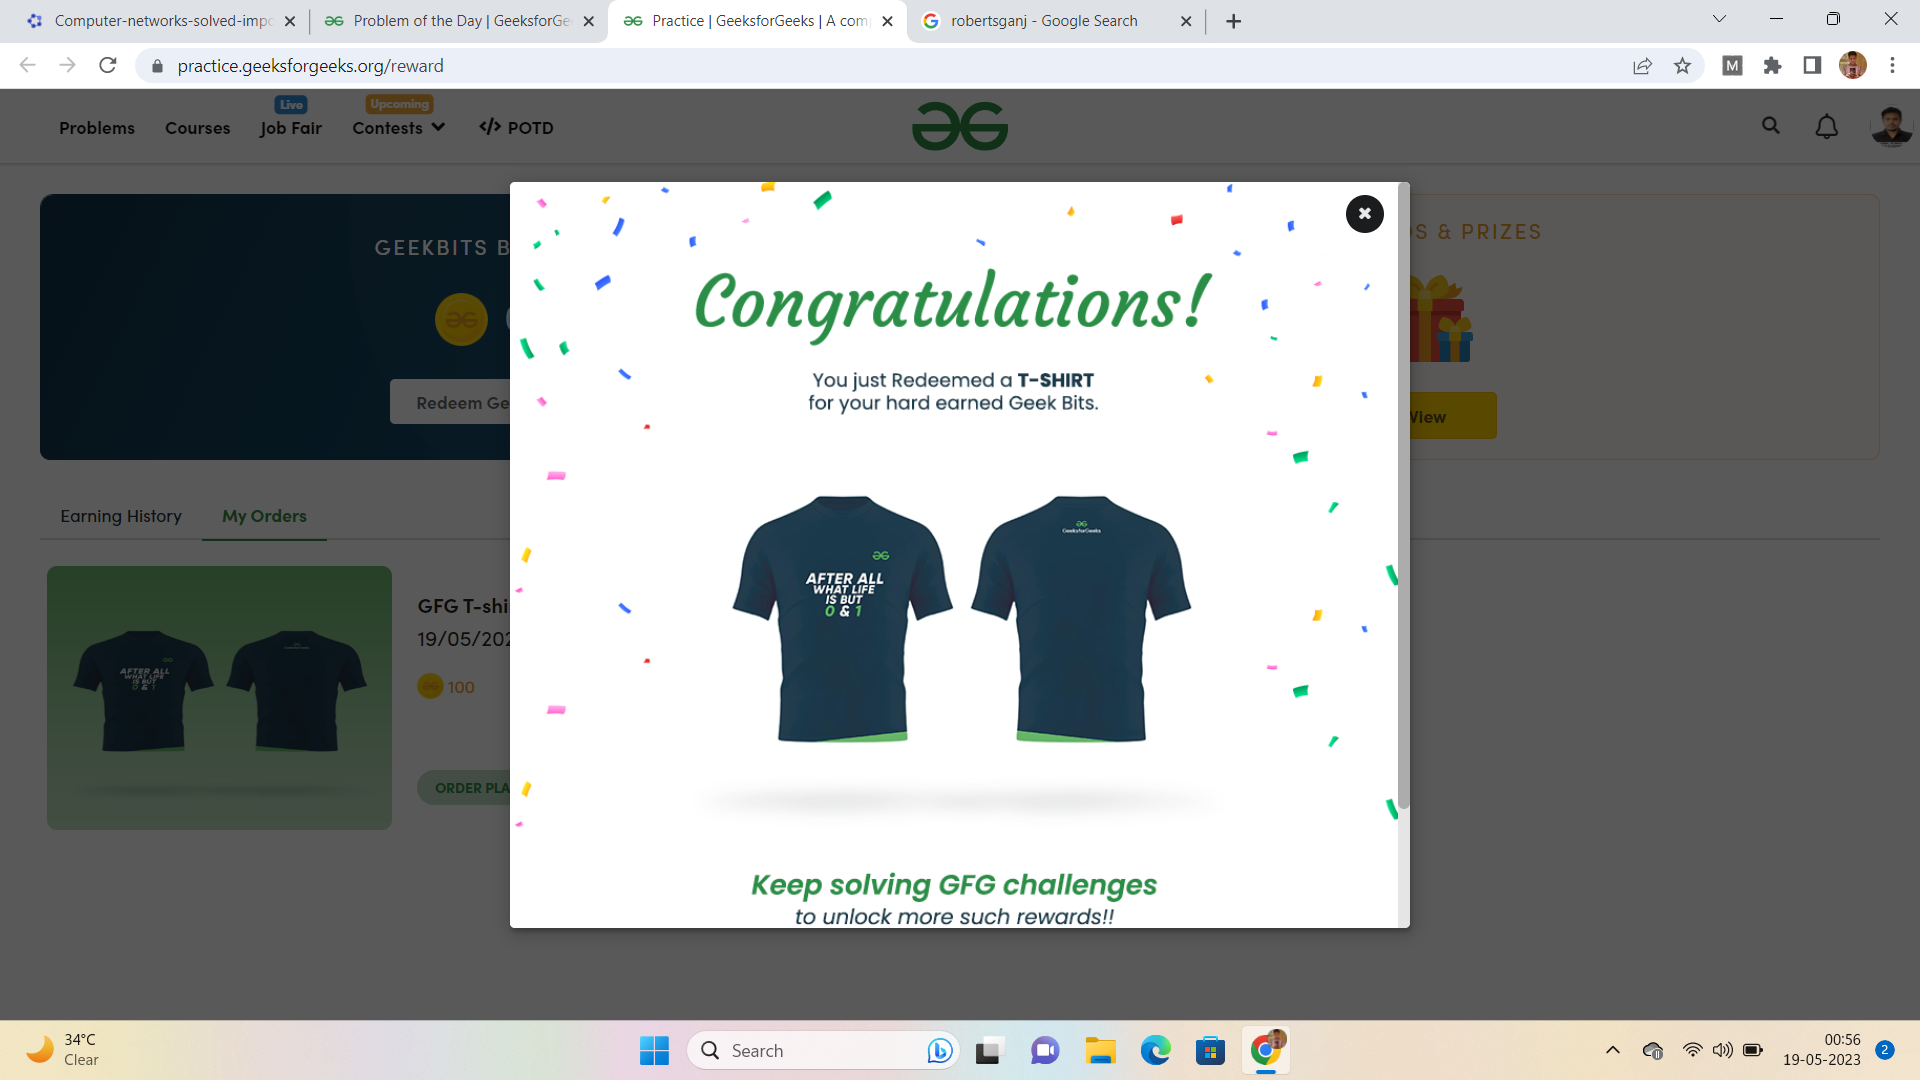 Computer-networks-solved-impo
Problem of the Day | GeeksforGe
Practice | GeeksforGeeks | A com
robertsganj - Google Search
practice.geeksforgeeks.org/reward
M
Live
Upcoming
Problems
Courses
Job Fair
Contests
</> POTD
GEEKBITS B
S & PRIZES
Congratulations!
You just Redeemed a T-SHIRT
for your hard earned Geek Bits.
Redeem Ge
View
Earning History
My Orders
GeeksforGeeks
AFTER ALL
WHAT LIFE
IS BUT
0 & 1
GFG T-shi
19/05/202
100
AFTER ALL
WHAT LIFE
IS BUT
0 & 1
ORDER PLA
Keep solving GFG challenges
to unlock more such rewards!!
34°C
Clear
Search
00:56
19-05-2023
2